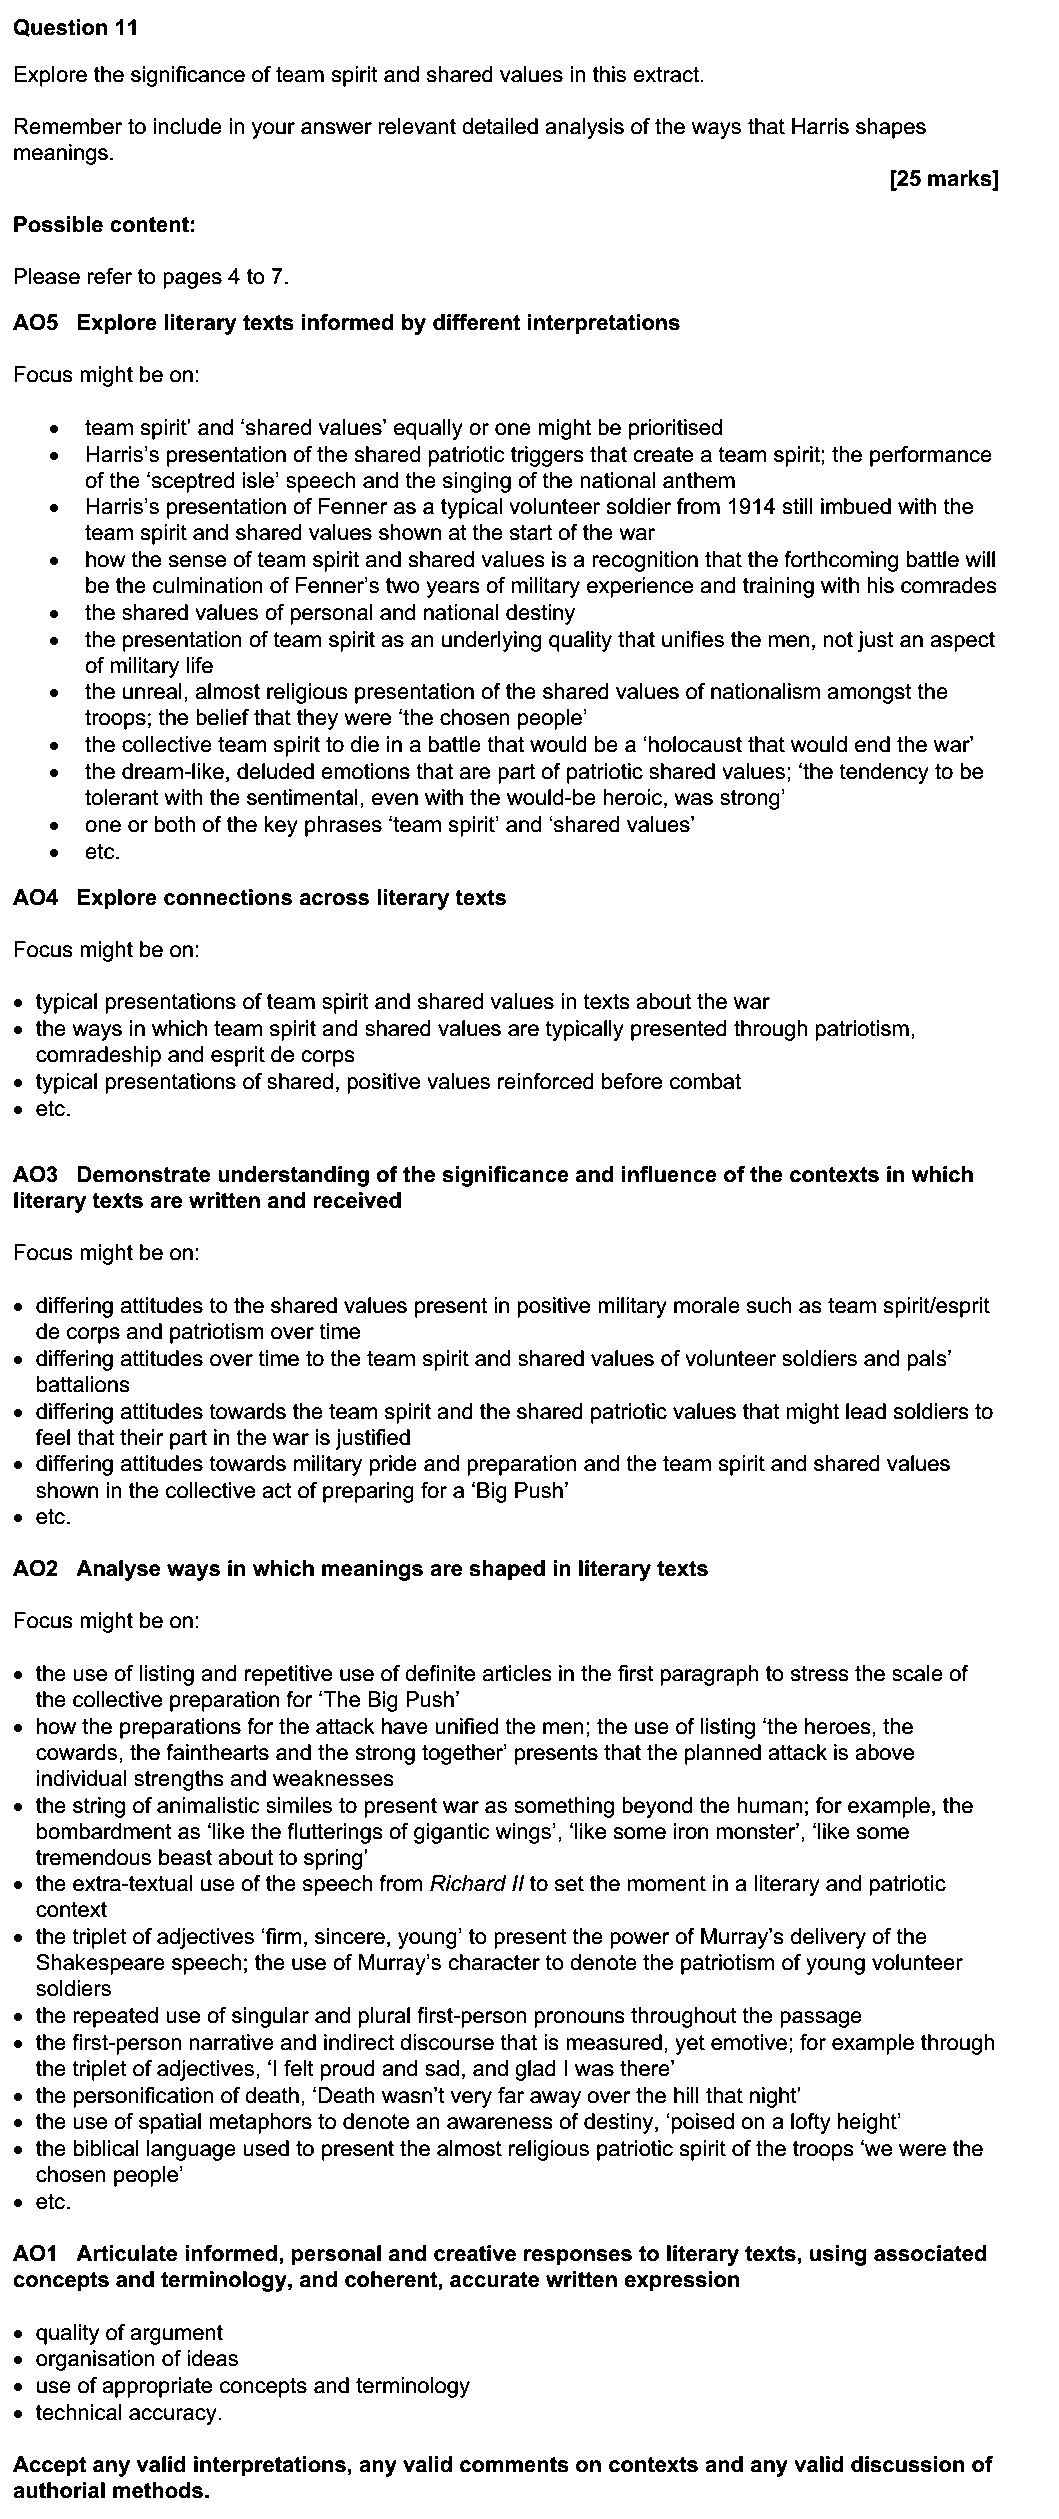 Question 11
Explore the significance of team spirit and shared values in this extract.
Remember to include in your answer relevant detailed analysis of the ways that Harris shapes
meanings.
[25 marks]
Possible content:
Please refer to pages 4 to 7.
AO5 Explore literary texts informed by different interpretations
Focus might be on:
• team spirit' and 'shared values' equally or one might be prioritised
• Harris's presentation of the shared patriotic triggers that create a team spirit; the performance
of the 'sceptred isle' speech and the singing of the national anthem
• Harris's presentation of Fenner as a typical volunteer soldier from 1914 still imbued with the
team spirit and shared values shown at the start of the war
• how the sense of team spirit and shared values is a recognition that the forthcoming battle will
be the culmination of Fenner's two years of military experience and training with his comrades
• the shared values of personal and national destiny
• the presentation of team spirit as an underlying quality that unifies the men, not just an aspect
of military life
• the unreal, almost religious presentation of the shared values of nationalism amongst the
troops; the belief that they were 'the chosen people'
• the collective team spirit to die in a battle that would be a 'holocaust that would end the war'
• the dream-like, deluded emotions that are part of patriotic shared values; 'the tendency to be
tolerant with the sentimental, even with the would-be heroic, was strong'
• one or both of the key phrases 'team spirit' and 'shared values'
• etc.
AO4 Explore connections across literary texts
Focus might be on:
• typical presentations of team spirit and shared values in texts about the war
• the ways in which team spirit and shared values are typically presented through patriotism,
comradeship and esprit de corps
• typical presentations of shared, positive values reinforced before combat
• etc.
AO3 Demonstrate understanding of the significance and influence of the contexts in which
literary texts are written and received
Focus might be on:
• differing attitudes to the shared values present in positive military morale such as team spirit/esprit
de corps and patriotism over time
• differing attitudes over time to the team spirit and shared values of volunteer soldiers and pals'
battalions
• differing attitudes towards the team spirit and the shared patriotic values that might lead soldiers to
feel that their part in the war is justified
• differing attitudes towards military pride and preparation and the team spirit and shared values
shown in the collective act of preparing for a 'Big Push'
• etc.
AO2 Analyse ways in which meanings are shaped in literary texts
Focus might be on:
• the use of listing and repetitive use of definite articles in the first paragraph to stress the scale of
the collective preparation for 'The Big Push'
• how the preparations for the attack have unified the men; the use of listing 'the heroes, the
cowards, the fainthearts and the strong together' presents that the planned attack is above
individual strengths and weaknesses
• the string of animalistic similes to present war as something beyond the human; for example, the
bombardment as 'like the flutterings of gigantic wings', 'like some iron monster', 'like some
tremendous beast about to spring'
• the extra-textual use of the speech from Richard II to set the moment in a literary and patriotic
context
• the triplet of adjectives 'firm, sincere, young' to present the power of Murray's delivery of the
Shakespeare speech; the use of Murray's character to denote the patriotism of young volunteer
soldiers
• the repeated use of singular and plural first-person pronouns throughout the passage
• the first-person narrative and indirect discourse that is measured, yet emotive; for example through
the triplet of adjectives, 'I felt proud and sad, and glad I was there'
• the personification of death, 'Death wasn't very far away over the hill that night'
• the use of spatial metaphors to denote an awareness of destiny, 'poised on a lofty height'
• the biblical language used to present the almost religious patriotic spirit of the troops 'we were the
chosen people'
• etc.
AO1 Articulate informed, personal and creative responses to literary texts, using associated
concepts and terminology, and coherent, accurate written expression
• quality of argument
• organisation of ideas
• use of appropriate concepts and terminology
• technical accuracy.
Accept any valid interpretations, any valid comments on contexts and any valid discussion of
authorial methods.